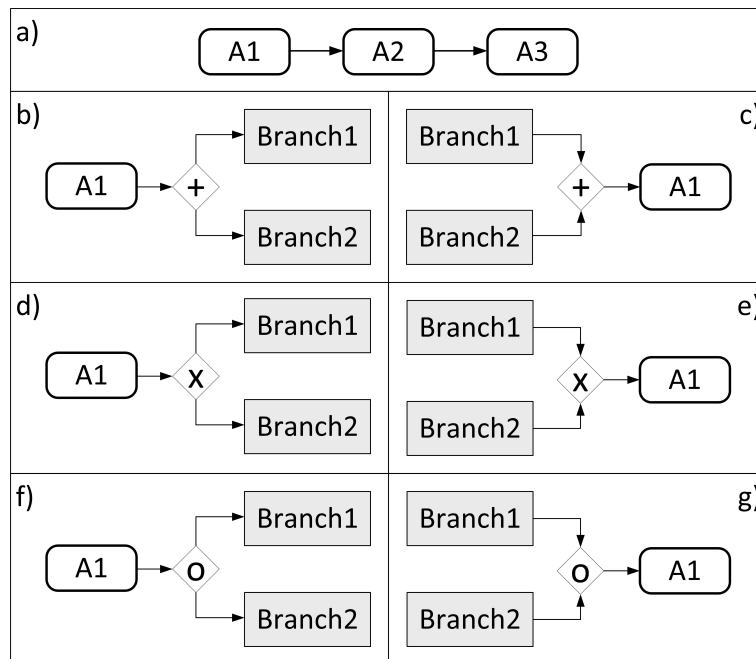 a)
A1 A2 A3
b)
Branch1
A1 +
Branch2
c)
Branch1
+ A1
Branch2
d)
Branch1
A1 x
Branch2
e)
Branch1
x A1
Branch2
f)
Branch1
A1 o
Branch2
g)
Branch1
o A1
Branch2